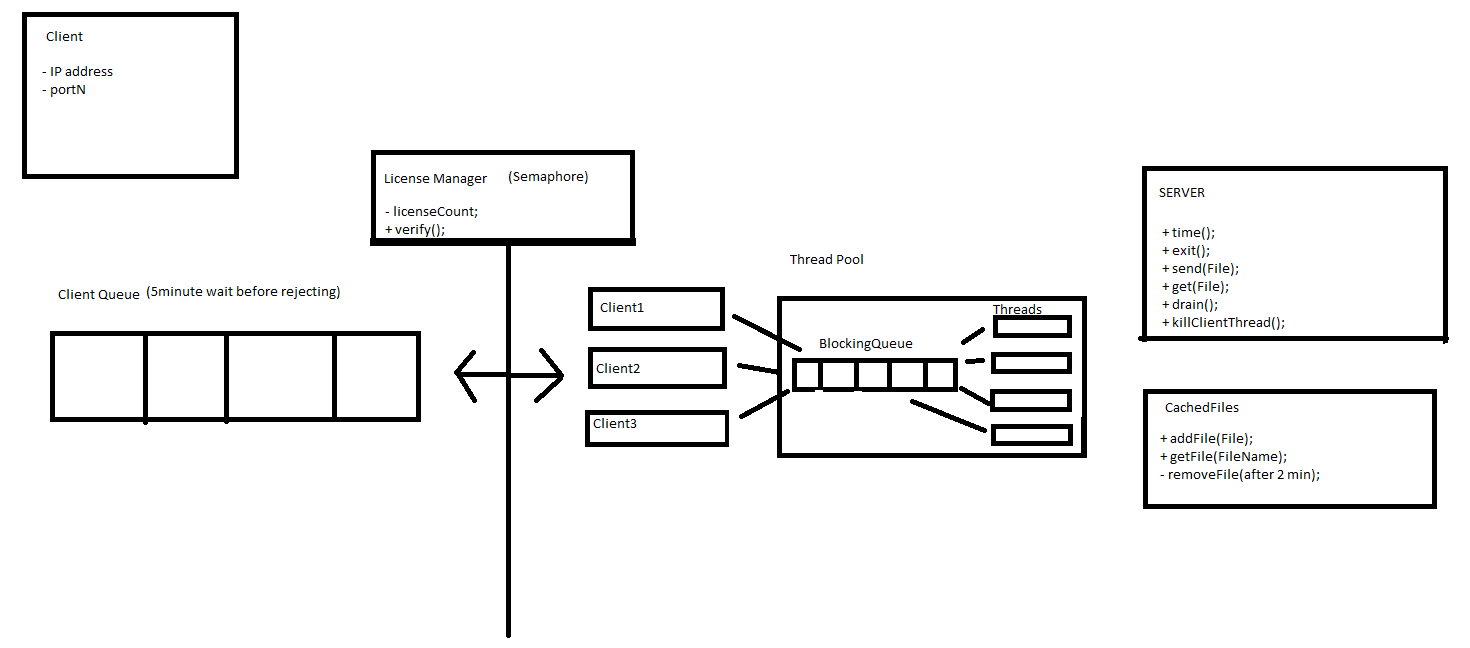 Client
- IP address
- portN
License Manager (Semaphore)
- licenseCount;
+ verify();
Client Queue (5minute wait before rejecting)
Client1
Client2
Client3
Thread Pool
Threads
BlockingQueue
SERVER
+ time();
+ exit();
+ send(File);
+ get(File);
+ drain();
+ killClientThread();
CachedFiles
+ addFile(File);
+ getFile(FileName);
- removeFile(after 2 min);